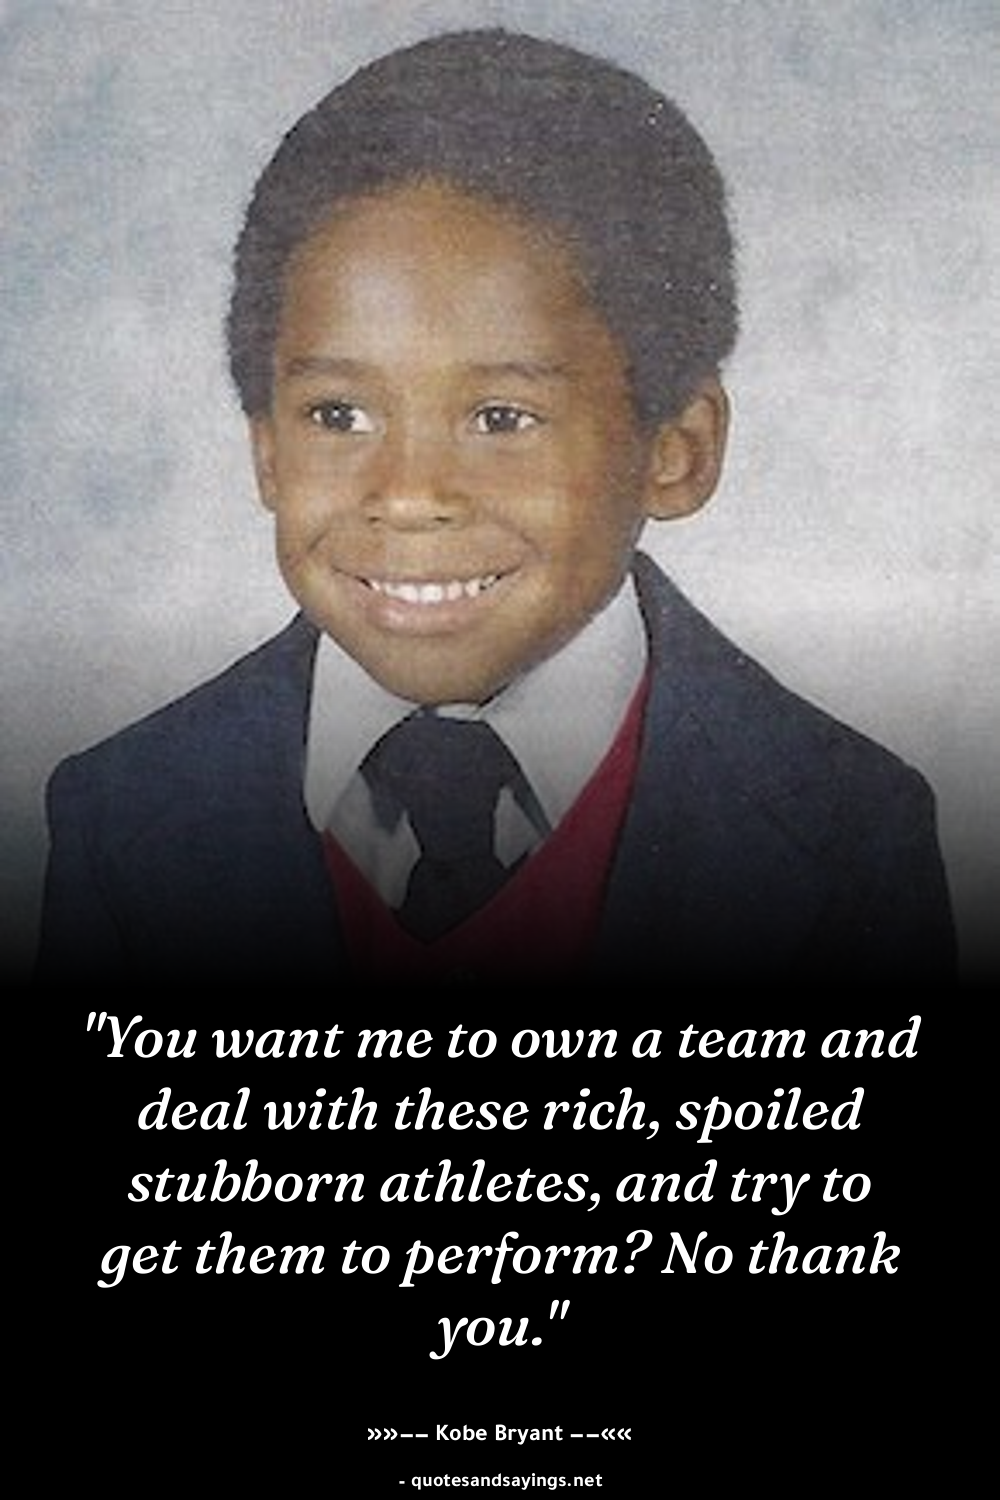 "You want me to own a team and
deal with these rich, spoiled
stubborn athletes, and try to
get them to perform? No thank
you."
»»–– Kobe Bryant ––««
- quotesandsayings.net